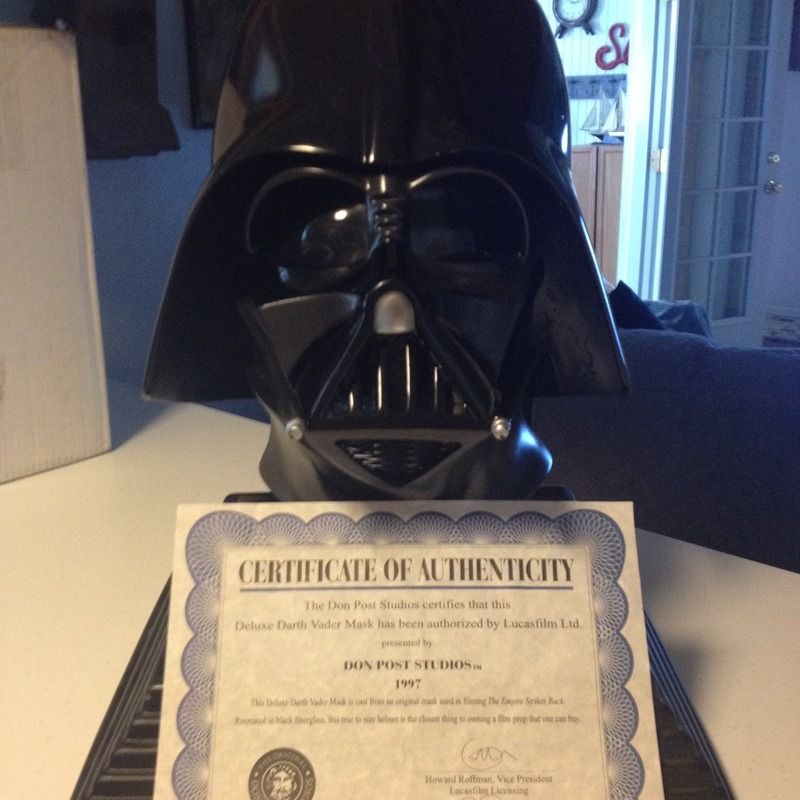 CERTIFICATE OF AUTHENTICITY
The Don Post Studios certifies that this
Deluxe Darth Vader Mask has been authorized by Lucasfilm Ltd.
presented by
DON POST STUDIOS™
1997
This Deluxe Darth Vader Mask is cast from an original mask used in filming The Empire Strikes Back.
Recreated in black fiberglass, this true to size helmet is the closest thing to owning a film prop that one can buy.
THE ORIGINAL
Howard Roffman, Vice President
Lucasfilm Licensing